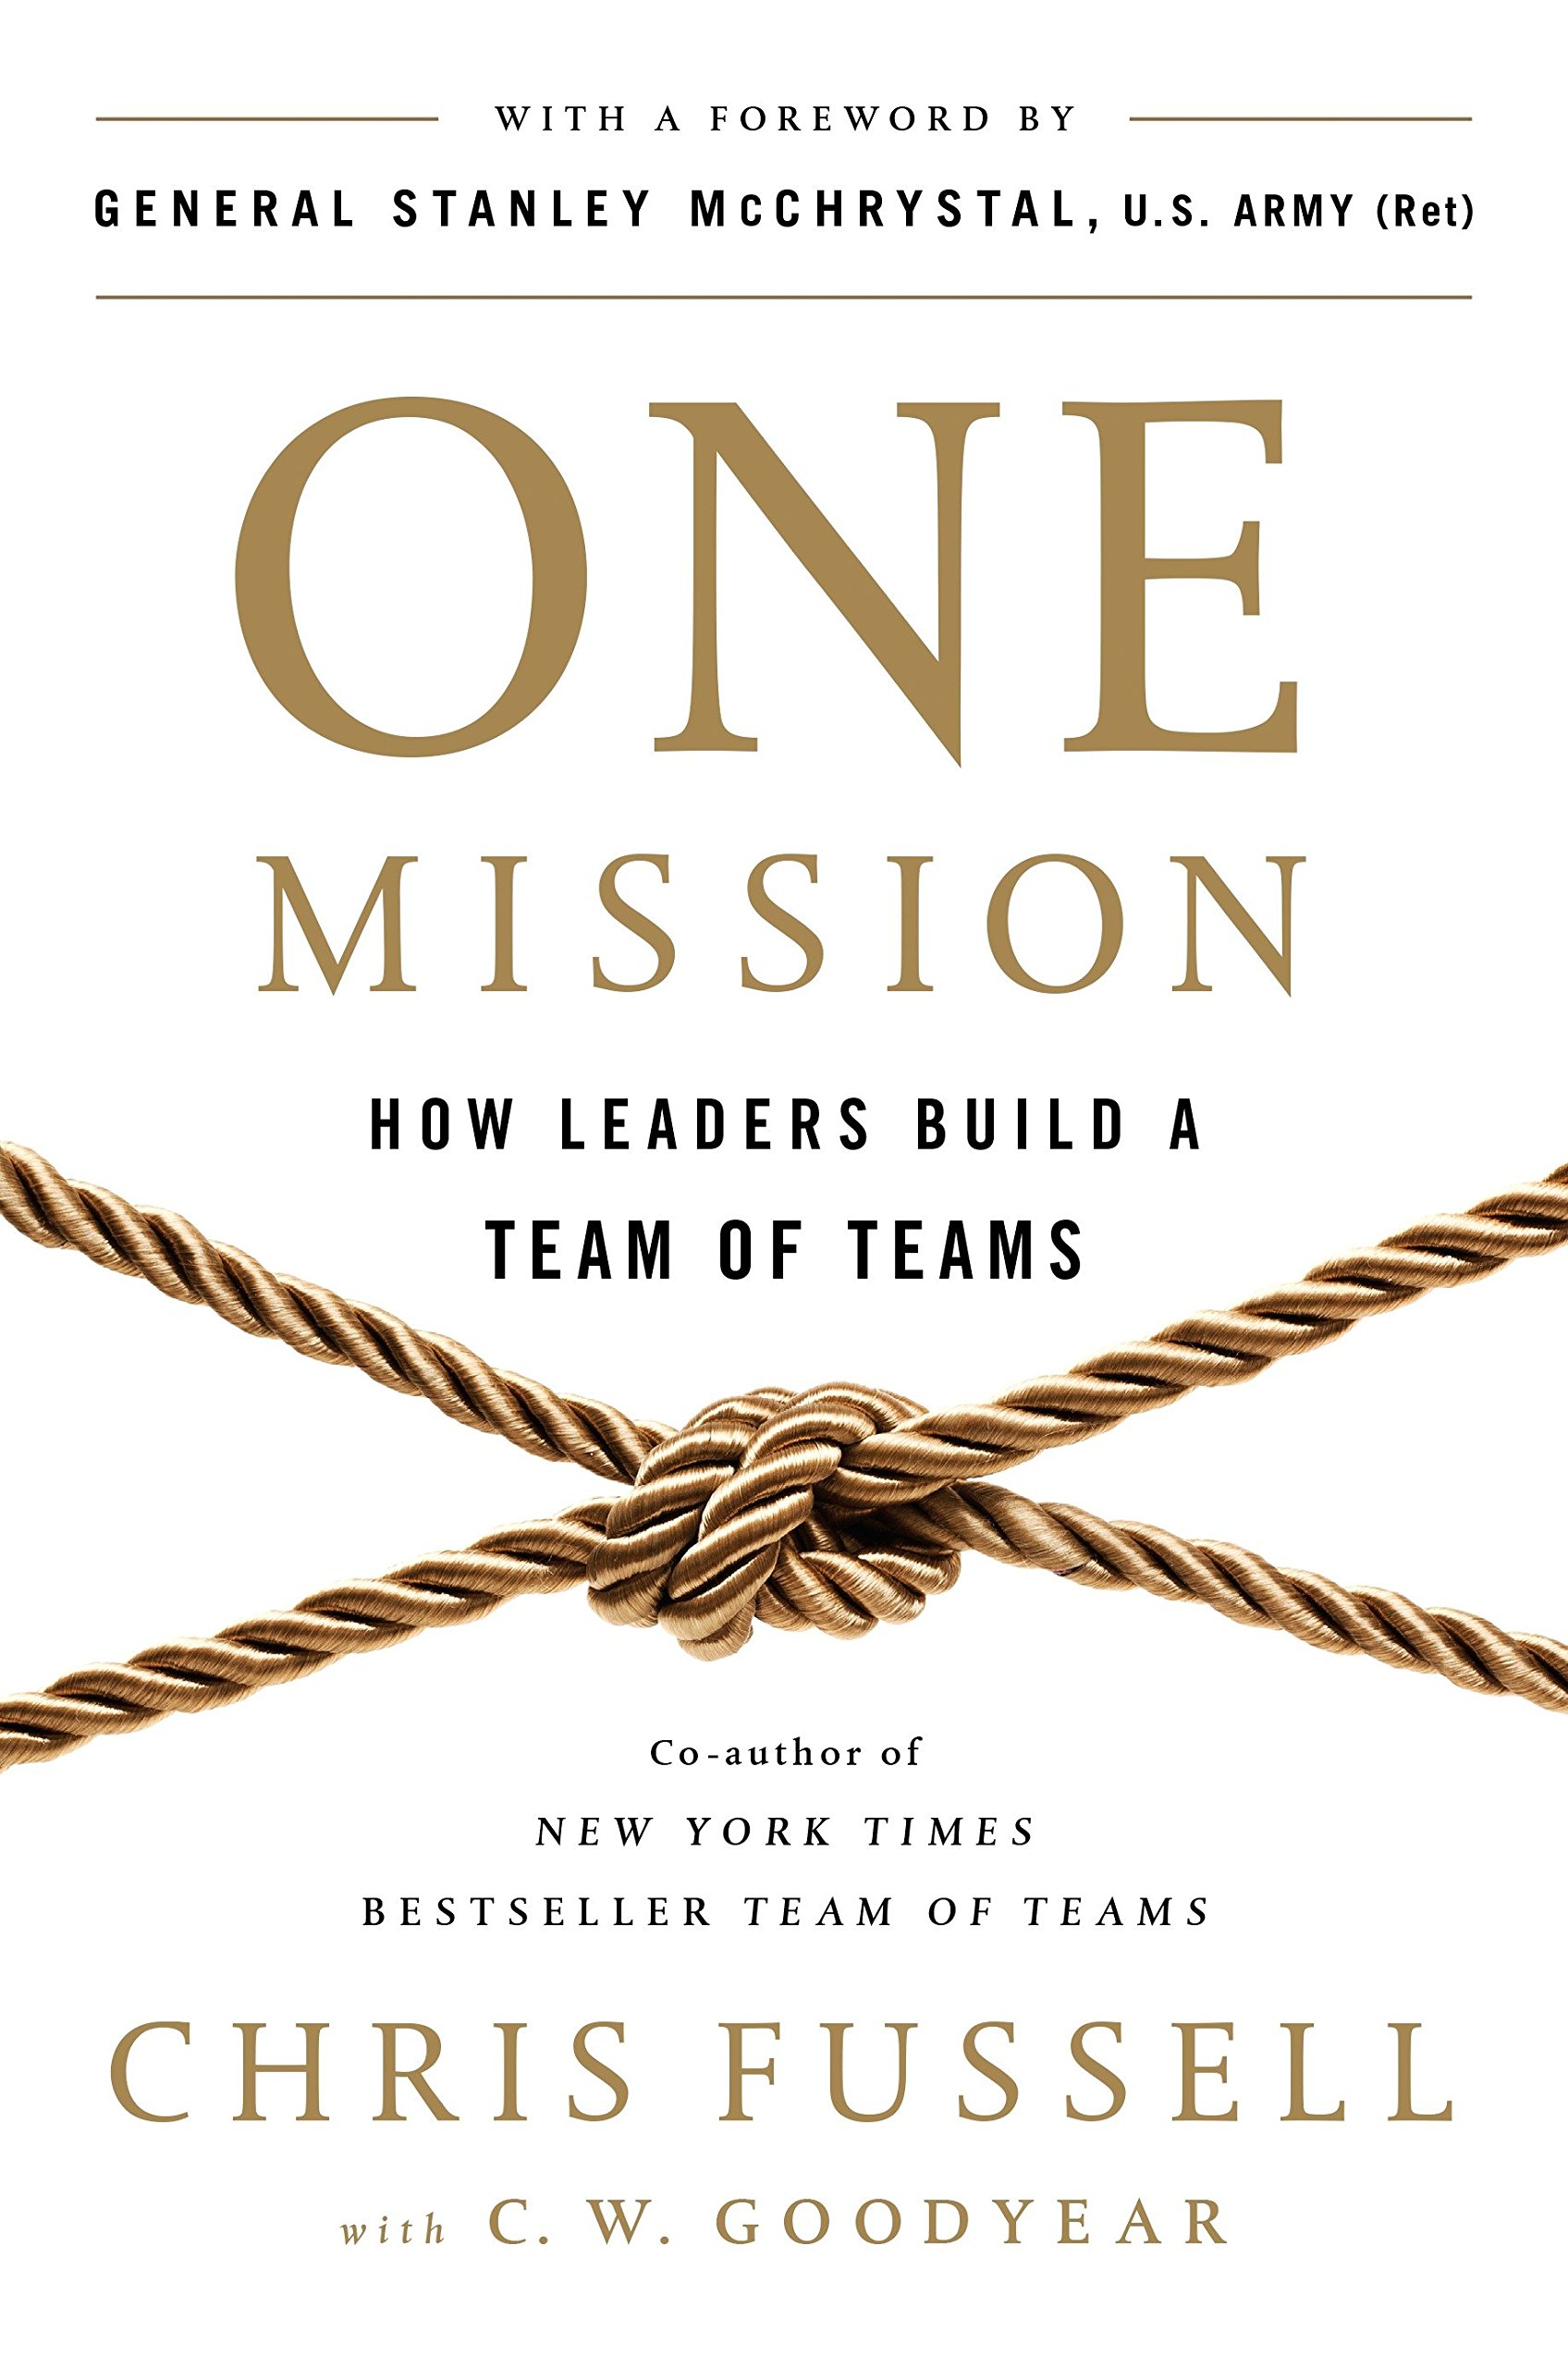 WITH A FOREWORD BY
GENERAL STANLEY McCHRYSTAL, U.S. ARMY (Ret)
ONE
MISSION
HOW LEADERS BUILD A
TEAM OF TEAMS
Co-author of
NEW YORK TIMES
BESTSELLER TEAM OF TEAMS
CHRIS FUSSELL
with C. W. GOODYEAR